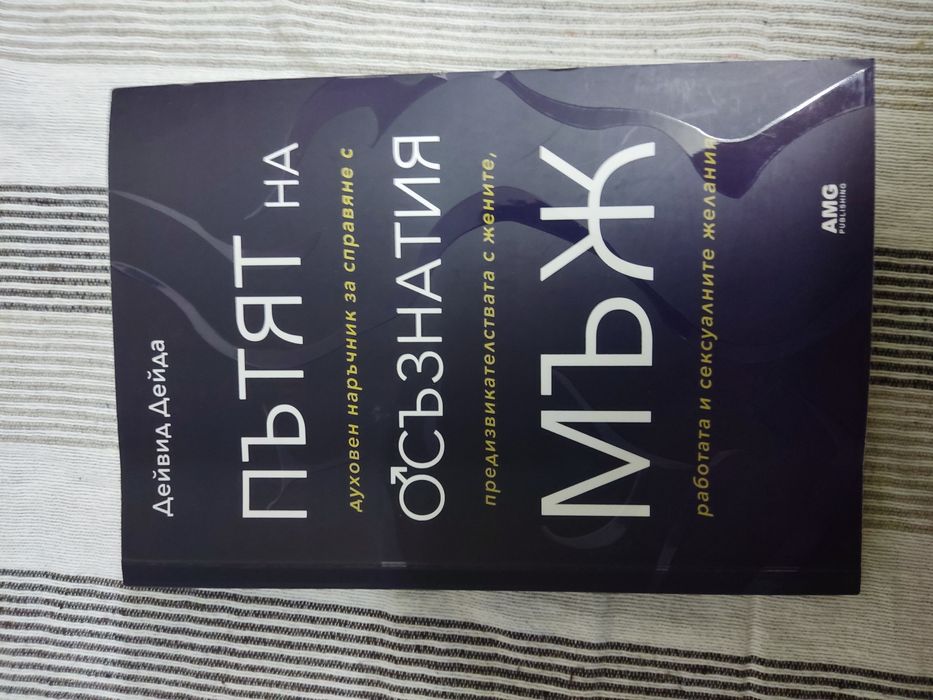 Дейвид Дейда
ПЪТЯТ НА
духовен наръчник за справяне с
ОСЪЗНАТИЯ
предизвикателствата с жените,
МЪЖ
работата и сексуалните желания
AMG
PUBLISHING